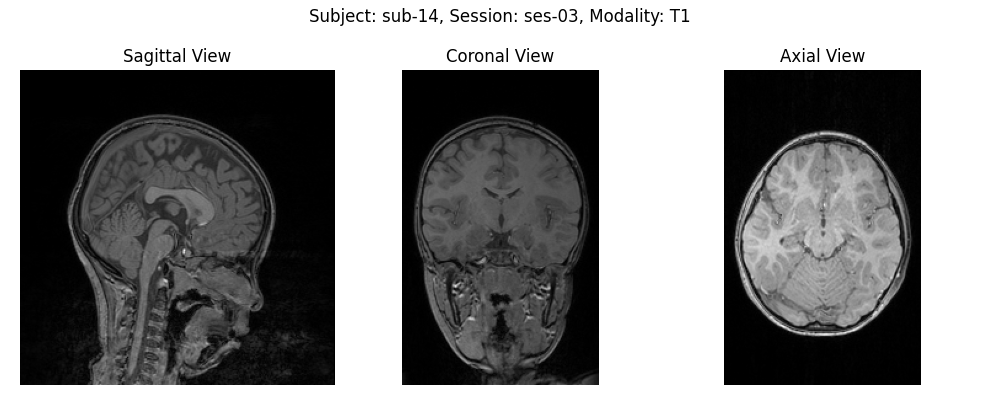 Subject: sub-14, Session: ses-03, Modality: T1
Sagittal View
Coronal View
Axial View